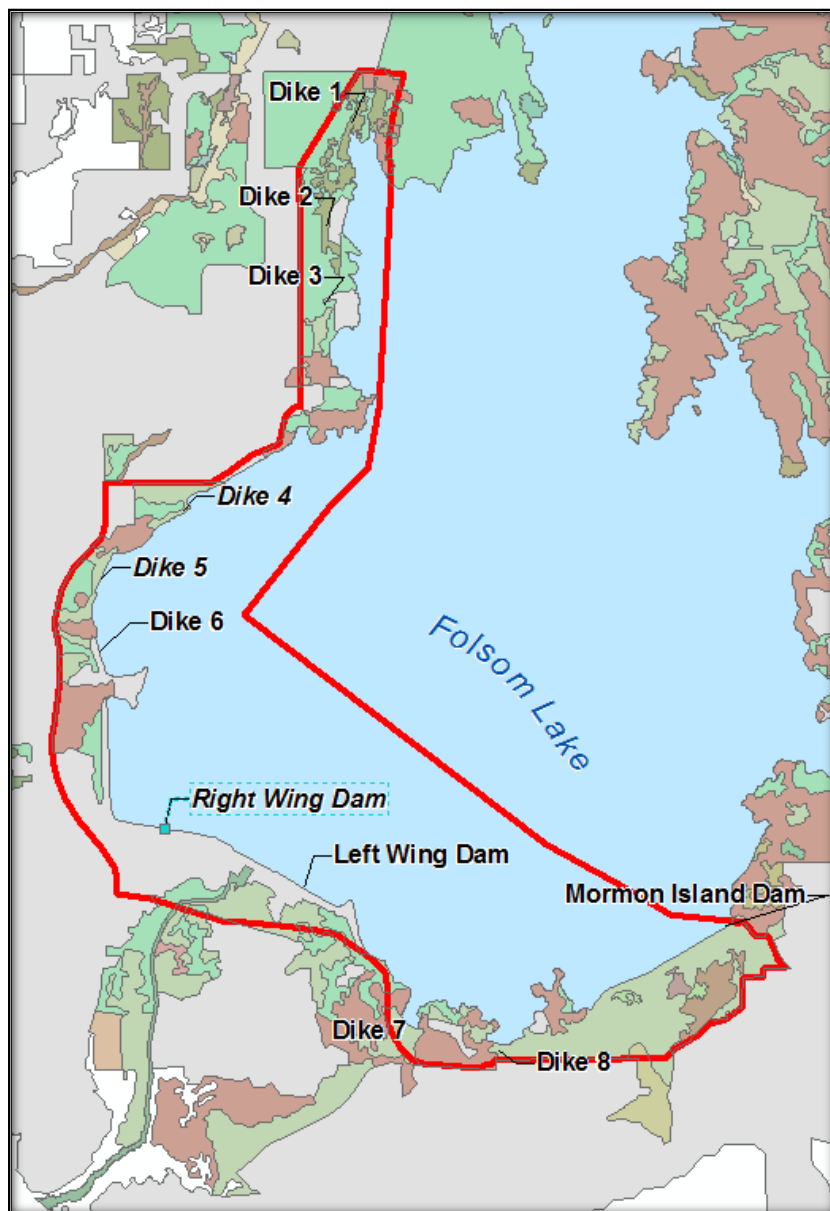 Dike 1
Dike 2
Dike 3
Dike 4
Dike 5
Dike 6
Folsom Lake
Right Wing Dam
Left Wing Dam
Mormon Island Dam
Dike 7
Dike 8